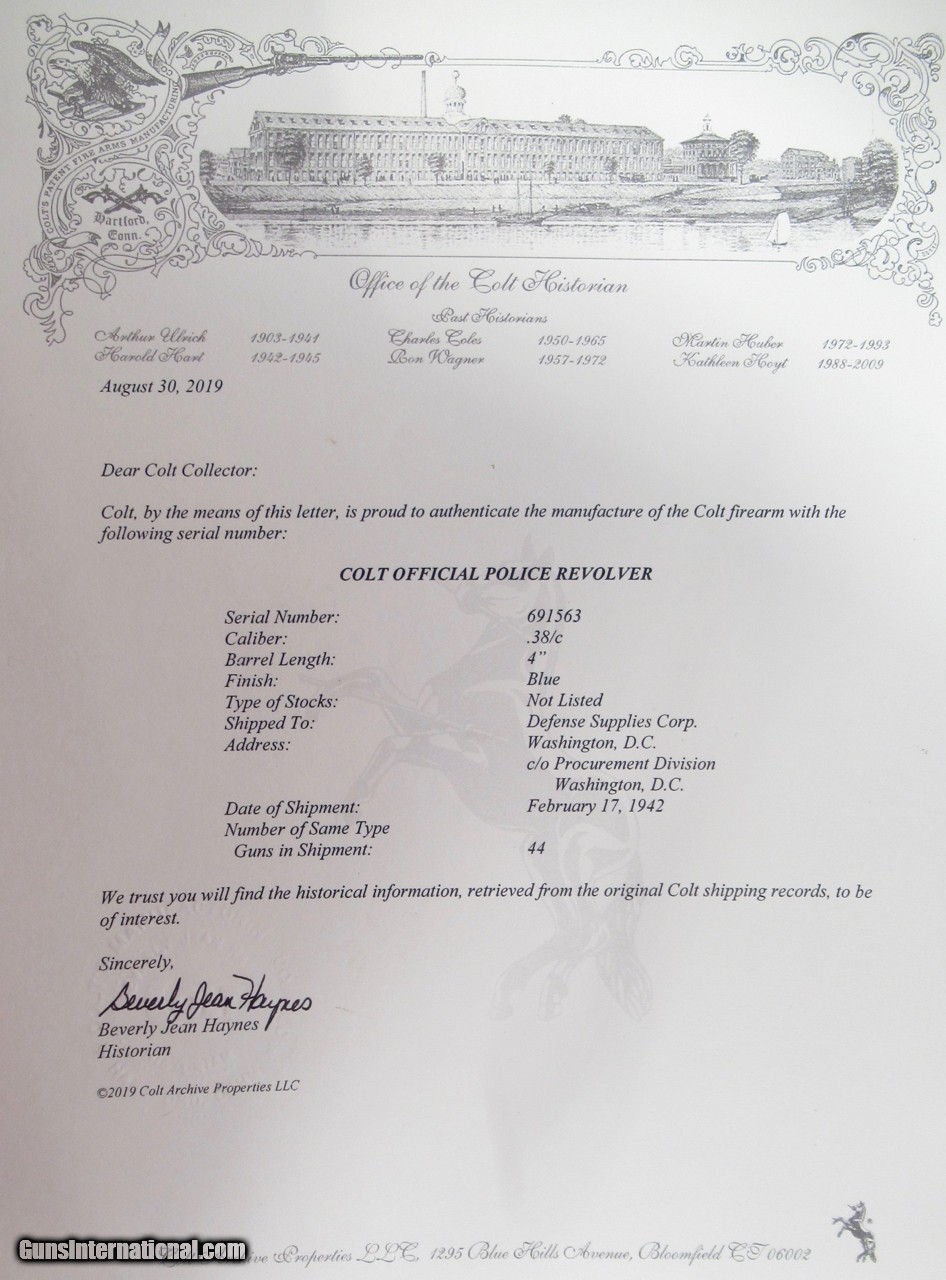 COLT'S PATENT FIRE ARMS MANUFACTURING
Hartford,
Conn.
Office of the Colt Historian
Past Historians
Arthur Ulrich 1903-1941 Charles Coles 1950-1965 Martin Huber 1972-1993
Harold Hart 1942-1945 Ron Wagner 1957-1972 Kathleen Hoyt 1988-2009
August 30, 2019
Dear Colt Collector:
Colt, by the means of this letter, is proud to authenticate the manufacture of the Colt firearm with the
following serial number:
COLT OFFICIAL POLICE REVOLVER
Serial Number: 691563
Caliber: .38/c
Barrel Length: 4”
Finish: Blue
Type of Stocks: Not Listed
Shipped To: Defense Supplies Corp.
Address: Washington, D.C.
c/o Procurement Division
Washington, D.C.
Date of Shipment: February 17, 1942
Number of Same Type
Guns in Shipment: 44
We trust you will find the historical information, retrieved from the original Colt shipping records, to be
of interest.
Sincerely,
Beverly Jean Haynes
Beverly Jean Haynes
Historian
©2019 Colt Archive Properties LLC
GunsInternational.com
Properties LLC, 1295 Blue Hills Avenue, Bloomfield CT 06002